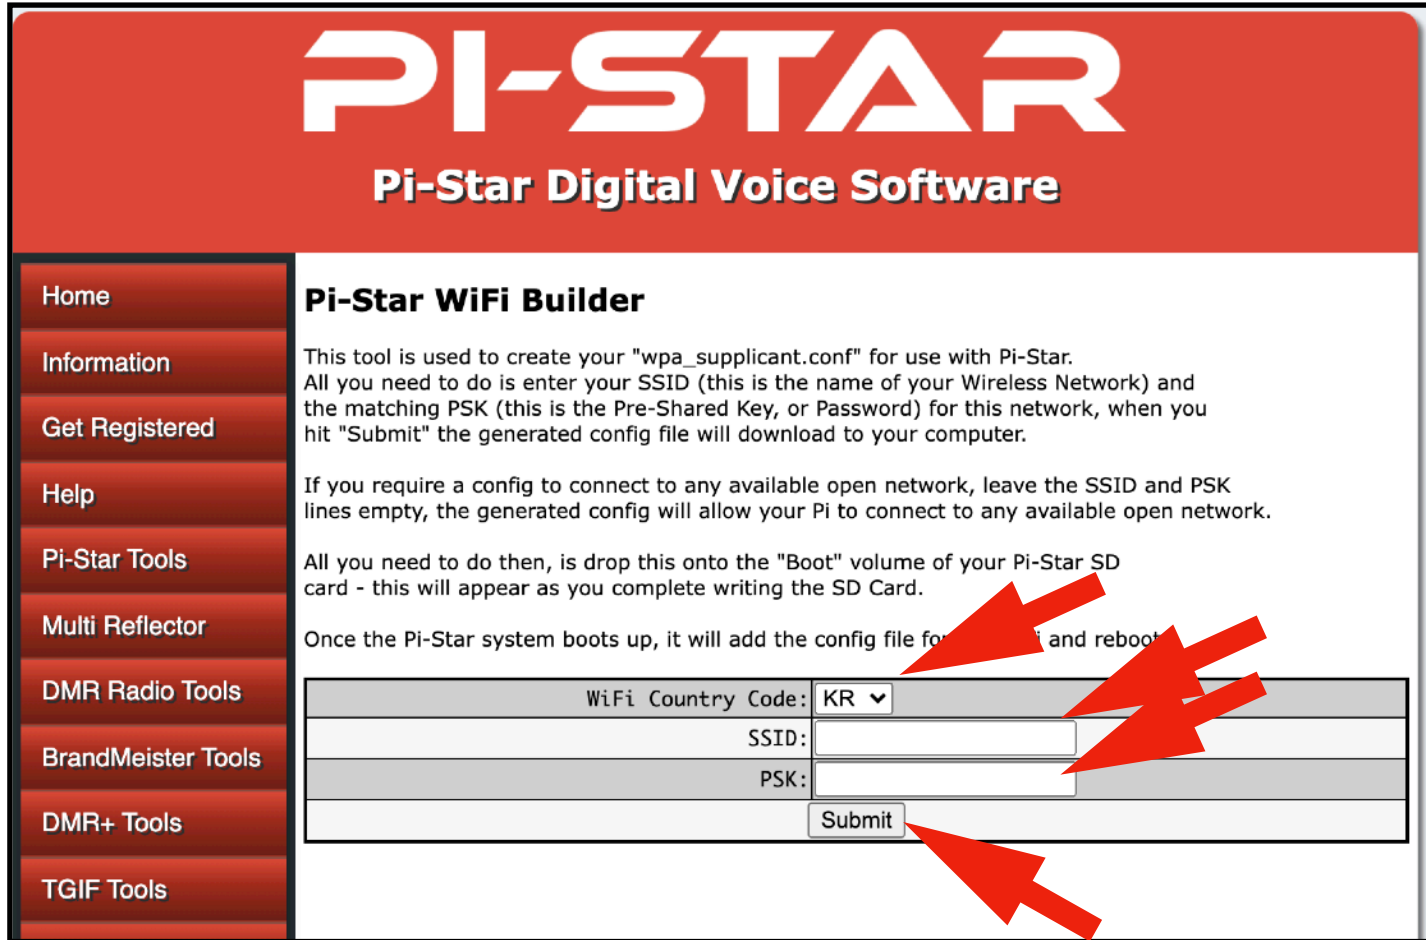 PI-STAR
Pi-Star Digital Voice Software
Home
Information
Get Registered
Help
Pi-Star Tools
Multi Reflector
DMR Radio Tools
BrandMeister Tools
DMR+ Tools
TGIF Tools
Pi-Star WiFi Builder
This tool is used to create your "wpa_supplicant.conf" for use with Pi-Star.
All you need to do is enter your SSID (this is the name of your Wireless Network) and
the matching PSK (this is the Pre-Shared Key, or Password) for this network, when you
hit "Submit" the generated config file will download to your computer.
If you require a config to connect to any available open network, leave the SSID and PSK
lines empty, the generated config will allow your Pi to connect to any available open network.
All you need to do then, is drop this onto the "Boot" volume of your Pi-Star SD
card - this will appear as you complete writing the SD Card.
Once the Pi-Star system boots up, it will add the config file and reboot
WiFi Country Code: KR
SSID:
PSK:
Submit